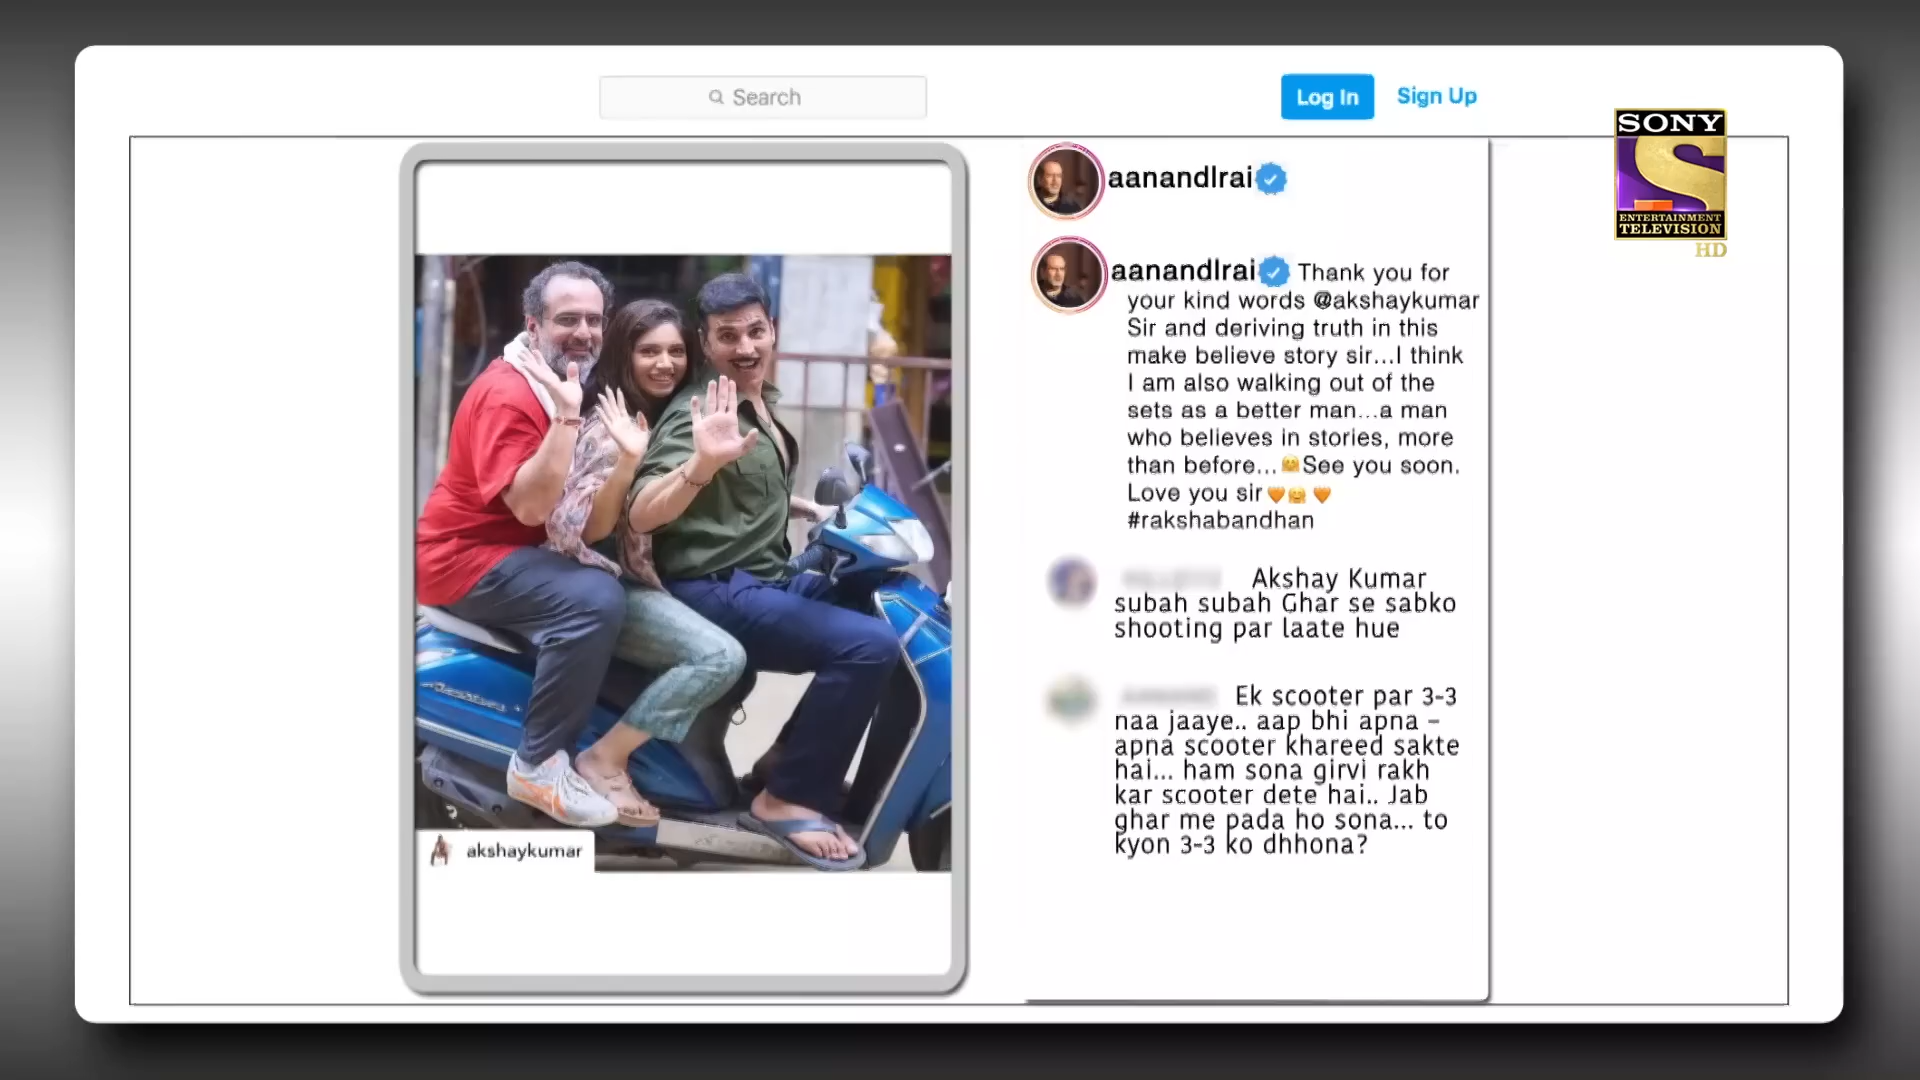 Search
Log In
Sign Up
SONY
ENTERTAINMENT
TELEVISION
HD
aanandlrai
aanandlrai Thank you for
your kind words @akshaykumar
Sir and deriving truth in this
make believe story sir...I think
I am also walking out of the
sets as a better man...a man
who believes in stories, more
than before...🤗See you soon.
Love you sir🧡🤗🧡
#rakshabandhan
Akshay Kumar
subah subah Ghar se sabko
shooting par laate hue
Ek scooter par 3-3
naa jaaye.. aap bhi apna –
apna scooter khareed sakte
hai... ham sona girvi rakh
kar scooter dete hai.. Jab
ghar me pada ho sona... to
kyon 3-3 ko dhhona?
akshaykumar